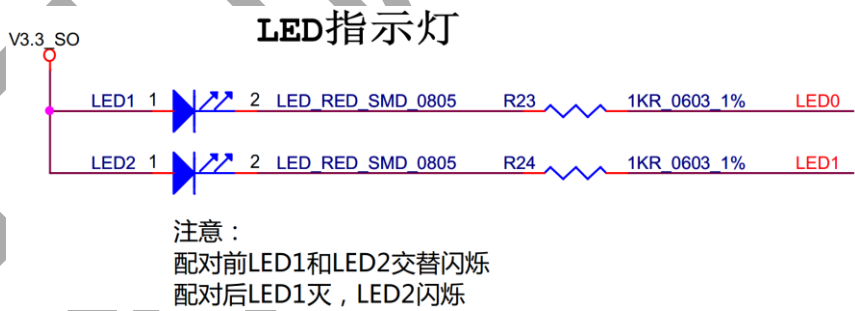 LED指示灯
V3.3_SO
LED1 1 2 LED_RED_SMD_0805 R23 1KR_0603_1% LED0
LED2 1 2 LED_RED_SMD_0805 R24 1KR_0603_1% LED1
注意：
配对前LED1和LED2交替闪烁
配对后LED1灭，LED2闪烁